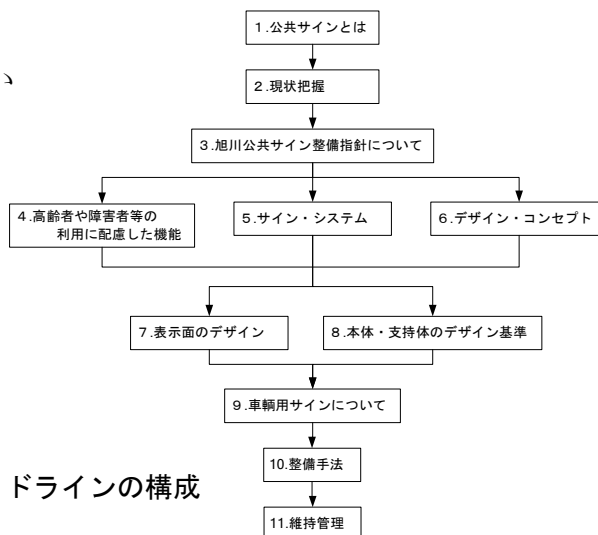 1.公共サインとは
い
2.現状把握
3.旭川公共サイン整備指針について
4.高齢者や障害者等の
利用に配慮した機能
5.サイン・システム
6.デザイン・コンセプト
7.表示面のデザイン
8.本体・支持体のデザイン基準
9.車輌用サインについて
10.整備手法
ドラインの構成
11.維持管理